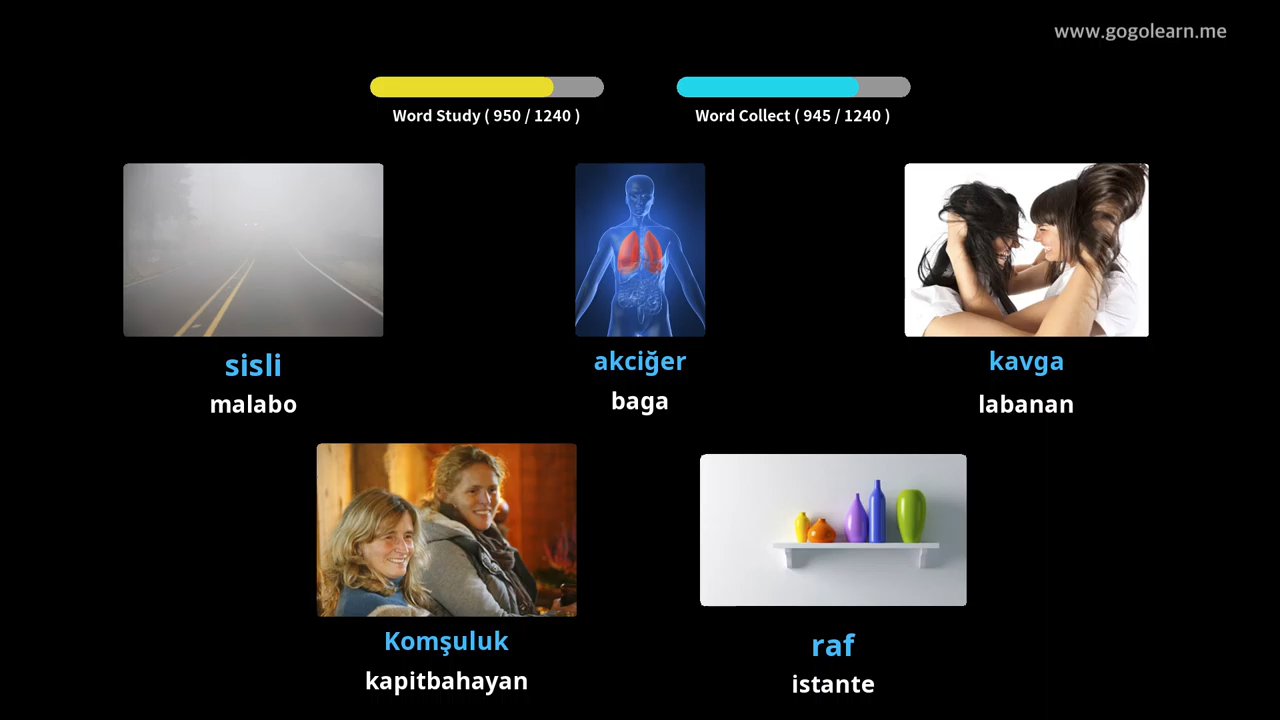 www.gogolearn.me
Word Study ( 950 / 1240 )
Word Collect ( 945 / 1240 )
sisli
malabo
akciğer
baga
kavga
labanan
Komşuluk
kapitbahayan
raf
istante